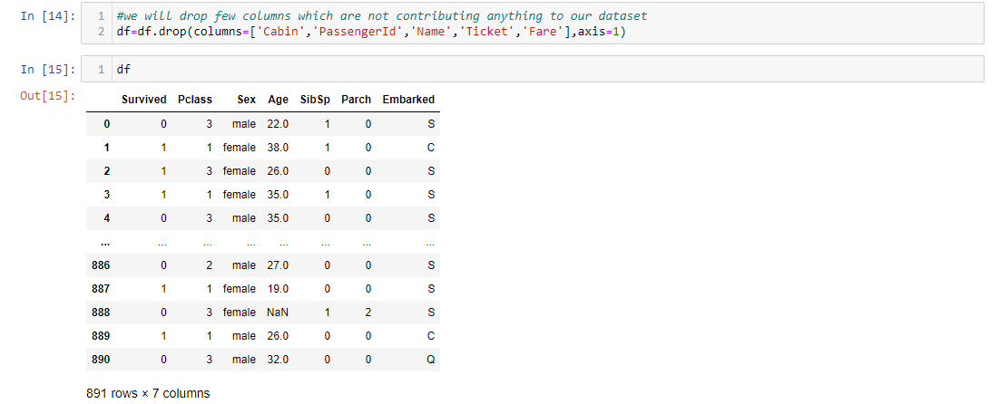 In [14]: 1 #we will drop few columns which are not contributing anything to our dataset
2 df=df.drop(columns=['Cabin','PassengerId','Name','Ticket','Fare'],axis=1)
In [15]: 1 df
Out[15]:
Survived Pclass Sex Age SibSp Parch Embarked
0 0 3 male 22.0 1 0 S
1 1 1 female 38.0 1 0 C
2 1 3 female 26.0 0 0 S
3 1 1 female 35.0 1 0 S
4 0 3 male 35.0 0 0 S
... ... ... ... ... ... ... ...
886 0 2 male 27.0 0 0 S
887 1 1 female 19.0 0 0 S
888 0 3 female NaN 1 2 S
889 1 1 male 26.0 0 0 C
890 0 3 male 32.0 0 0 Q
891 rows × 7 columns